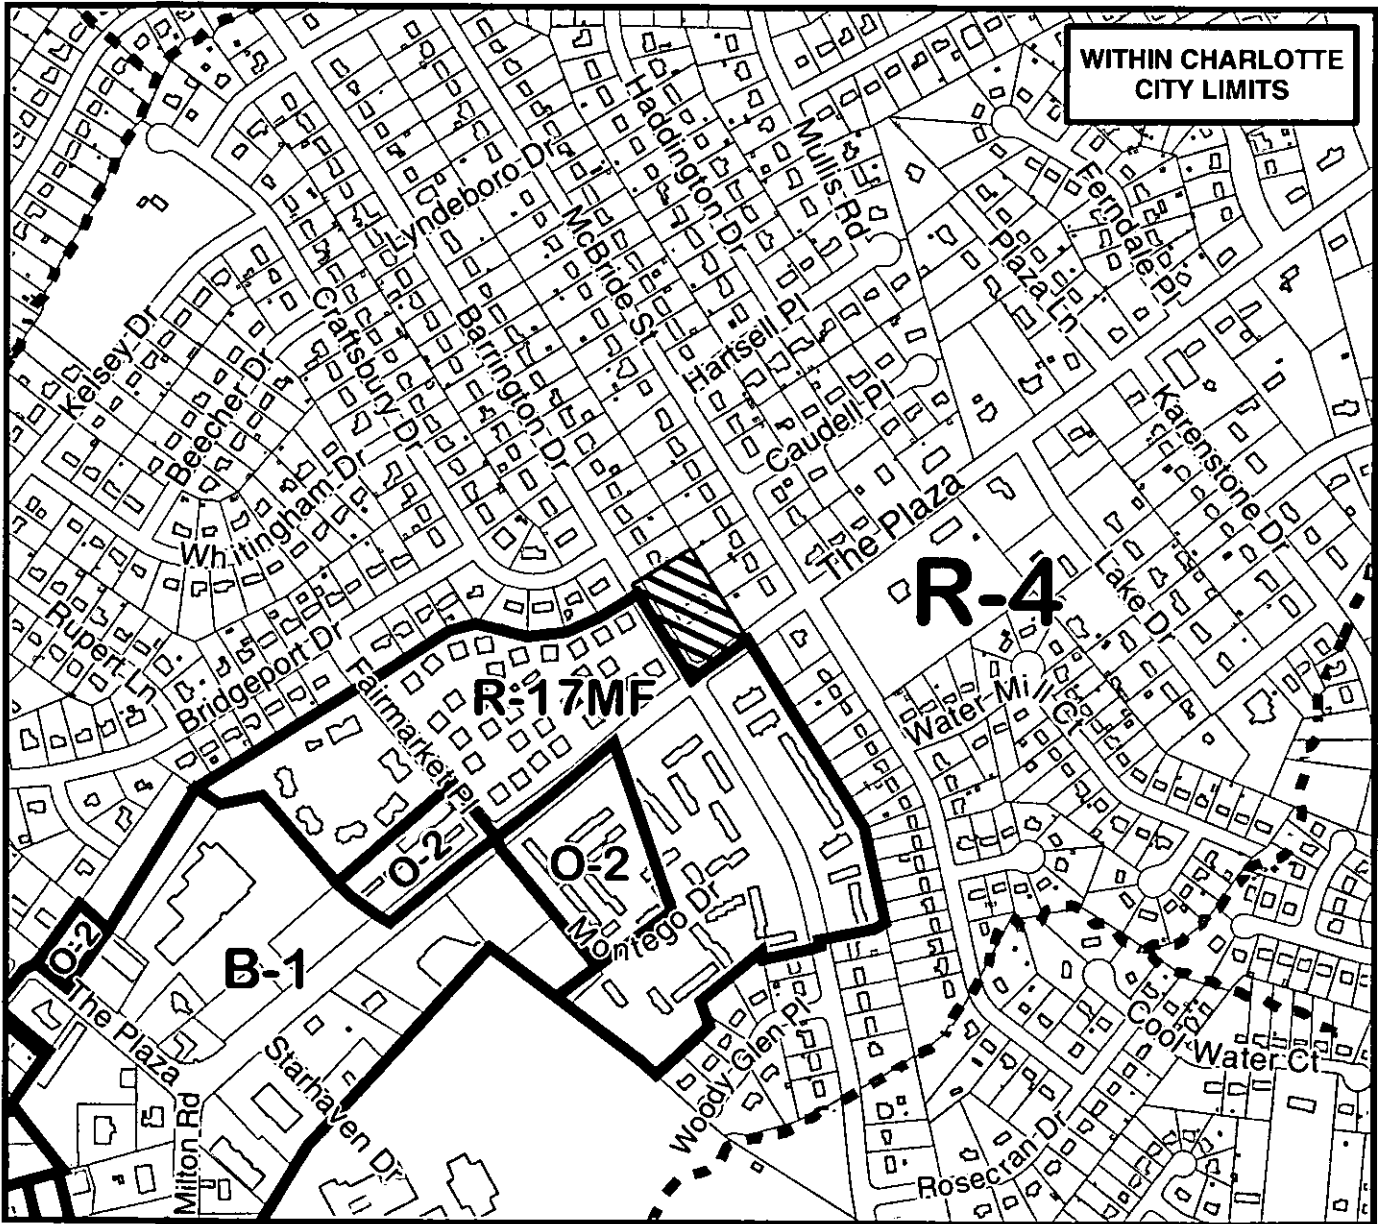 WITHIN CHARLOTTE
CITY LIMITS
Haddington Dr
Mullis Rd
Lyndeboro Dr
McBride St
Ferndale Pl
Plaza Ln
Kelsey Dr
Craftsbury Dr
Barrington Dr
Hartsell Pl
Beecher Dr
Caudell Pl
Karenstone Dr
Whitingham Dr
The Plaza
R-4
Lake Dr
Rupert Ln
Bridgeport Dr
Fairmarket Pl
R-17MF
Water Mill Ct
O-2
O-2
Montego Dr
O-2
B-1
The Plaza
Starhaven Dr
Milton Rd
Woody Glen Pl
Cool Water Ct
Rosecran Dr